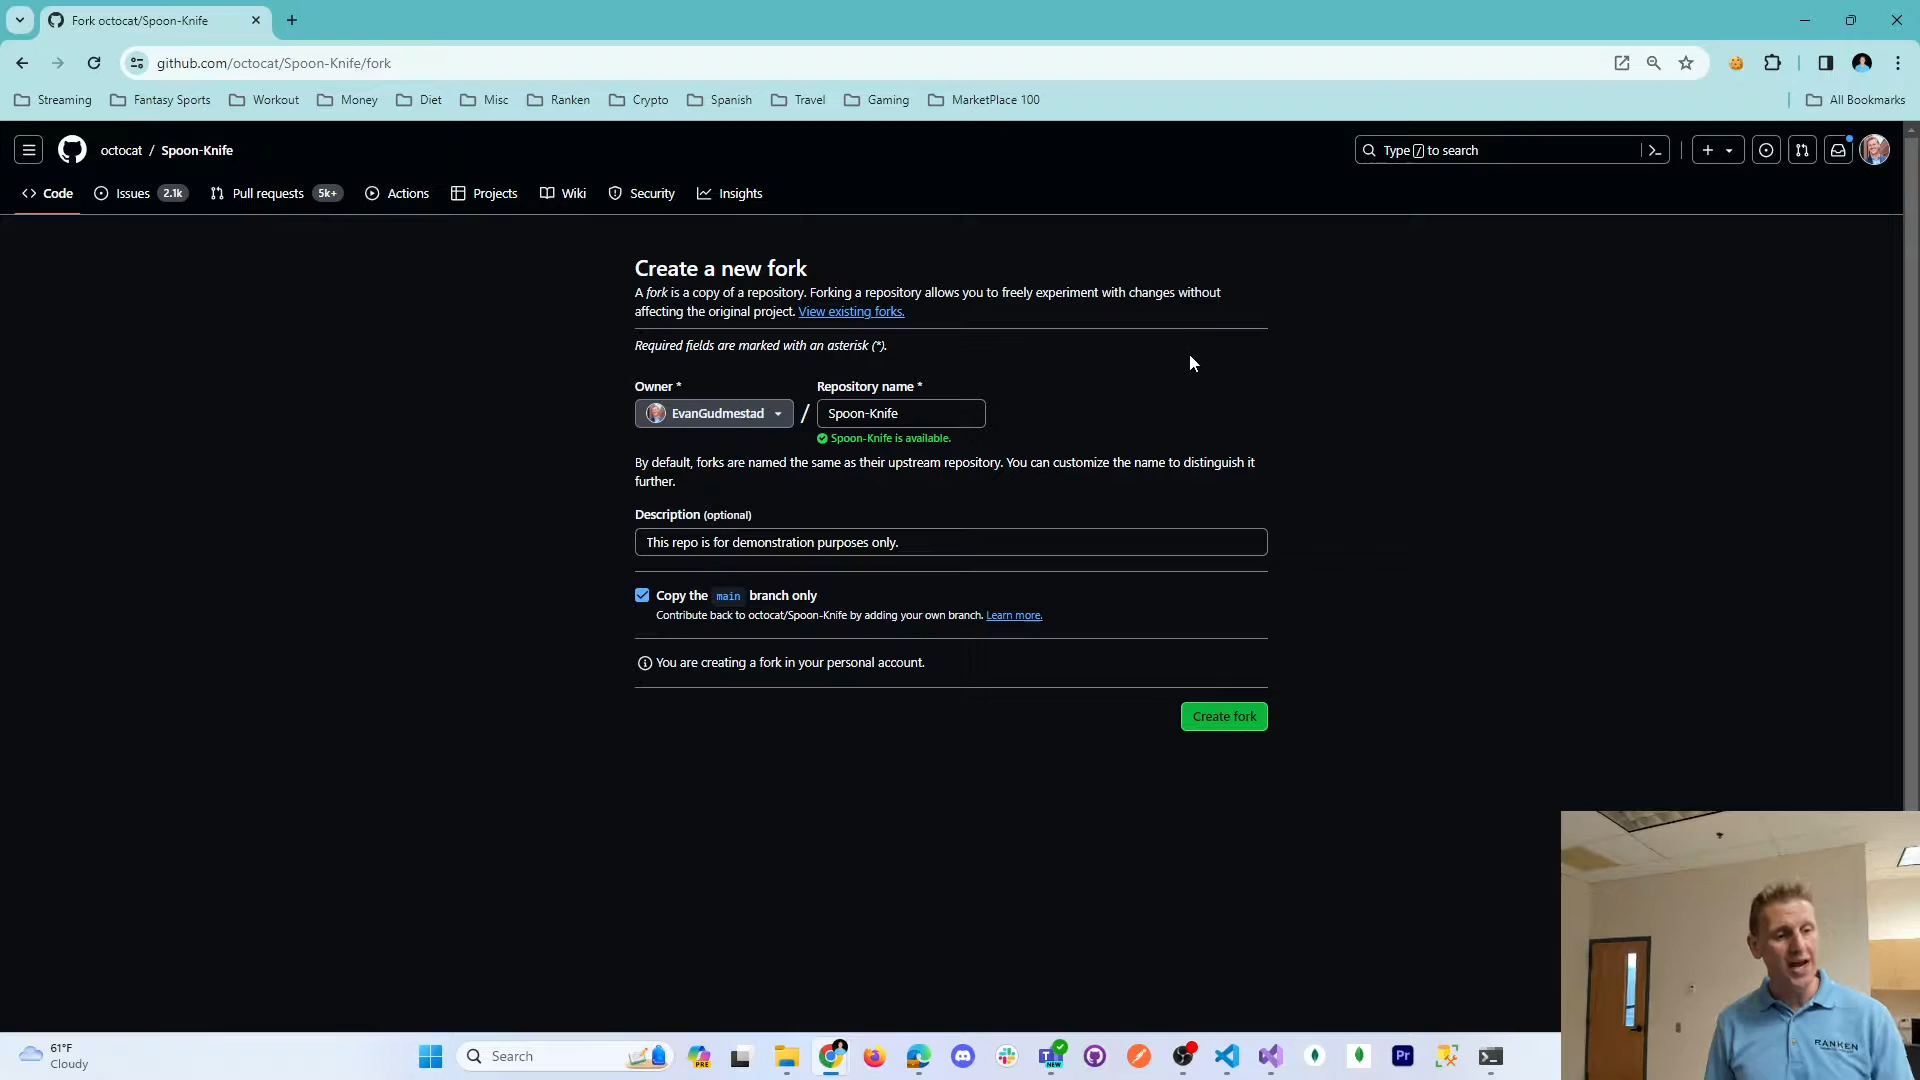 Fork octocat/Spoon-Knife
github.com/octocat/Spoon-Knife/fork
Streaming Fantasy Sports Workout Money Diet Misc Ranken Crypto Spanish Travel Gaming MarketPlace 100 All Bookmarks
octocat / Spoon-Knife
Type / to search
Code Issues 2.1k Pull requests 5k+ Actions Projects Wiki Security Insights
Create a new fork
A fork is a copy of a repository. Forking a repository allows you to freely experiment with changes without
affecting the original project. View existing forks.
Required fields are marked with an asterisk (*).
Owner * Repository name *
EvanGudmestad / Spoon-Knife
Spoon-Knife is available.
By default, forks are named the same as their upstream repository. You can customize the name to distinguish it
further.
Description (optional)
This repo is for demonstration purposes only.
Copy the main branch only
Contribute back to octocat/Spoon-Knife by adding your own branch. Learn more.
You are creating a fork in your personal account.
Create fork
RANKEN
61°F
Cloudy
Search
PRE
T
NEW
Pr